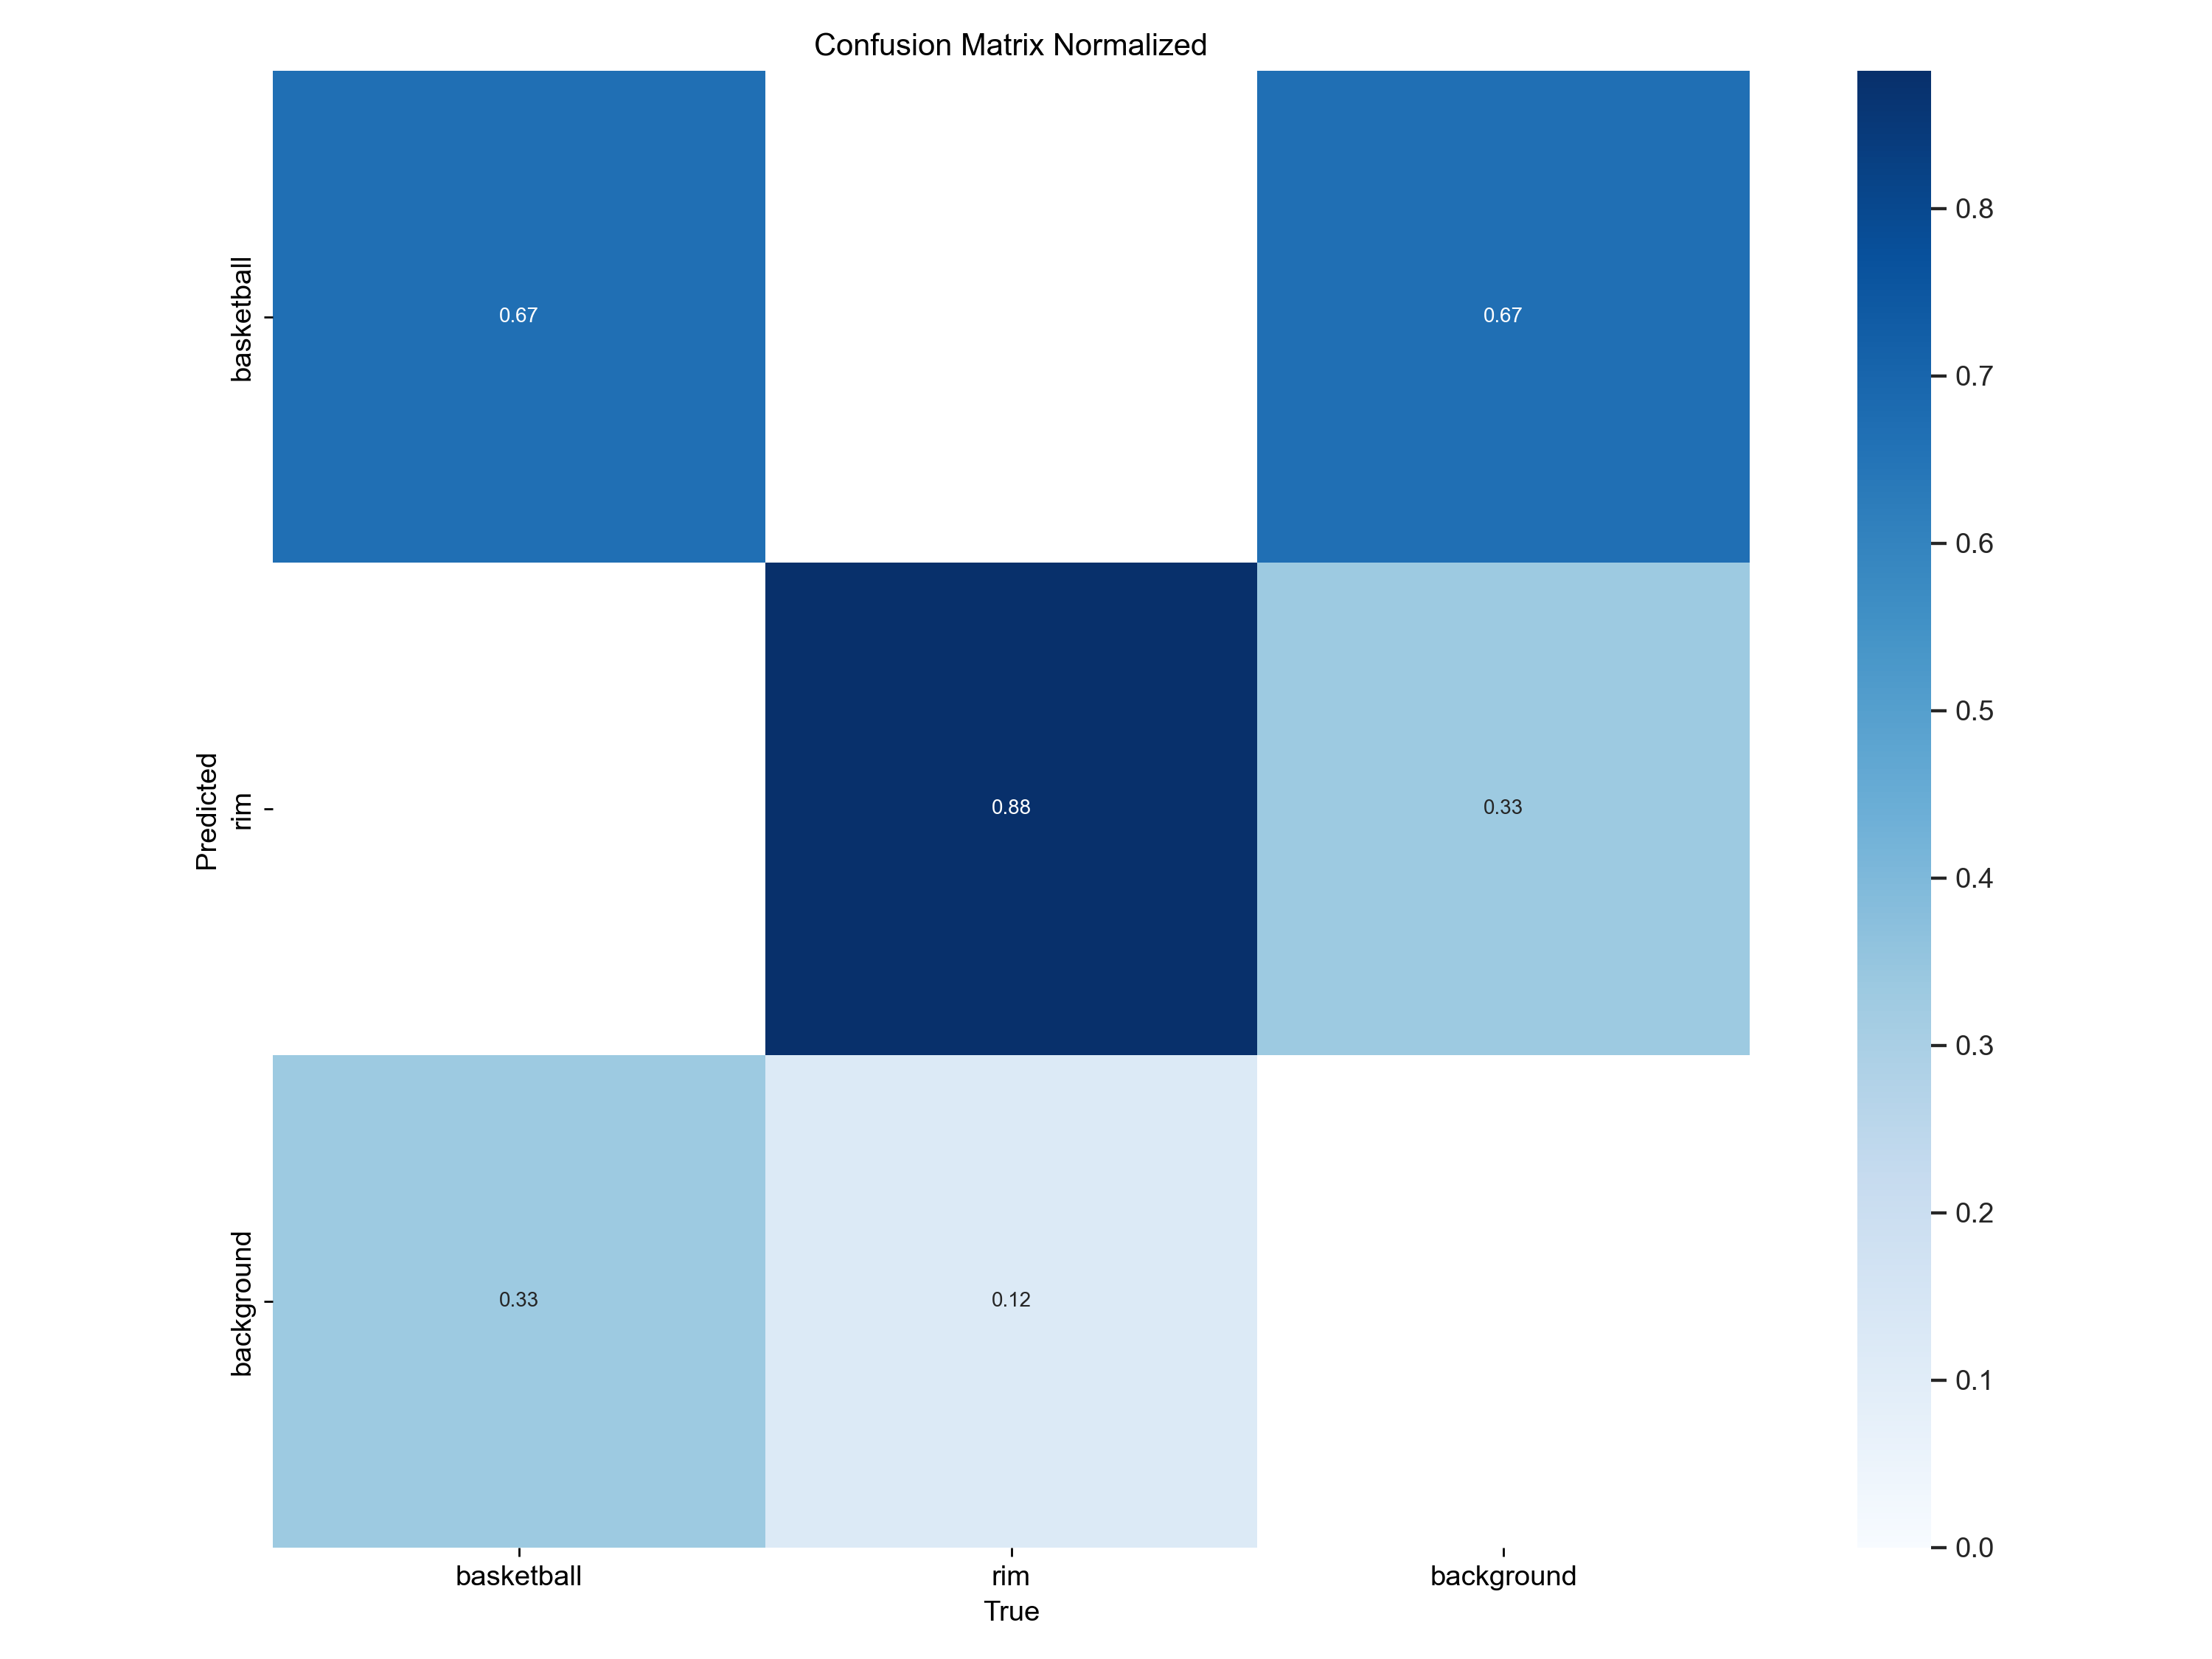 Confusion Matrix Normalized
basketball
0.67
0.67
0.8
0.7
0.6
0.5
0.4
0.3
0.2
0.1
0.0
Predicted
rim
0.88
0.33
background
0.33
0.12
basketball
rim
background
True